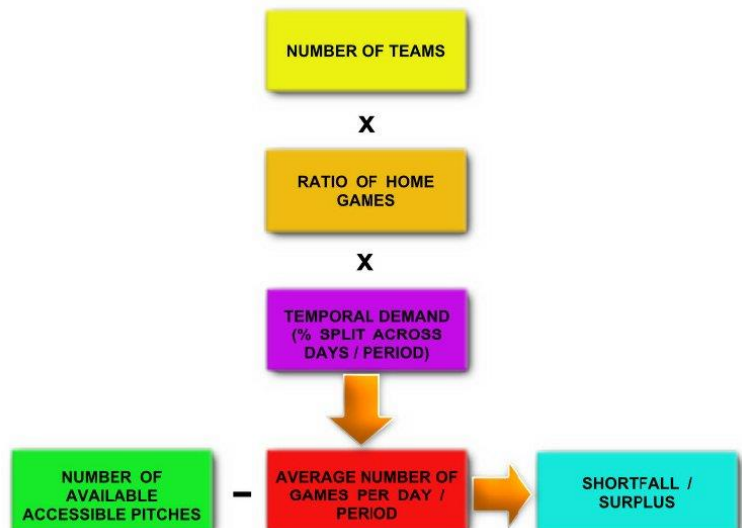 NUMBER OF TEAMS
x
RATIO OF HOME
GAMES
x
TEMPORAL DEMAND
(% SPLIT ACROSS
DAYS / PERIOD)
NUMBER OF
AVAILABLE
ACCESSIBLE PITCHES
-
AVERAGE NUMBER OF
GAMES PER DAY /
PERIOD
SHORTFALL /
SURPLUS